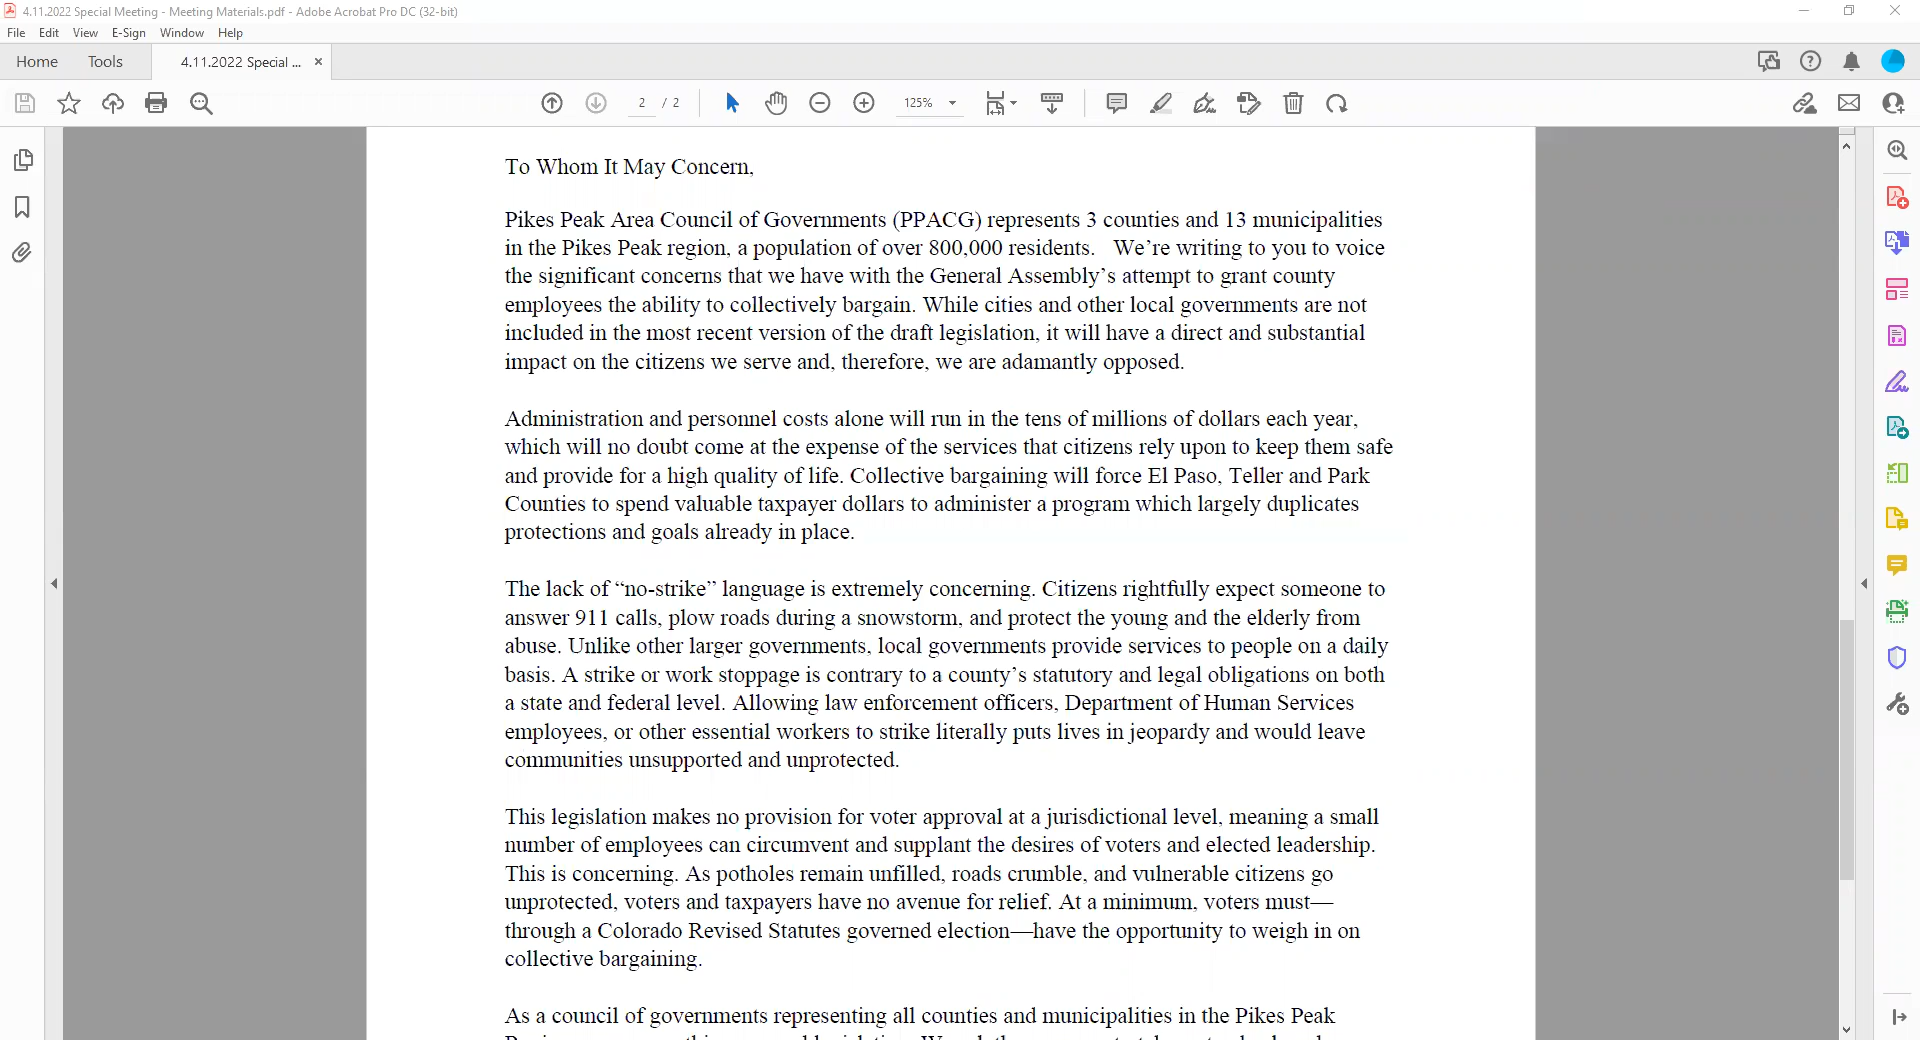 4.11.2022 Special Meeting - Meeting Materials.pdf - Adobe Acrobat Pro DC (32-bit)
File Edit View E-Sign Window Help
Home Tools 4.11.2022 Special ... ×
2 / 2 125%
To Whom It May Concern,
Pikes Peak Area Council of Governments (PPACG) represents 3 counties and 13 municipalities
in the Pikes Peak region, a population of over 800,000 residents. We’re writing to you to voice
the significant concerns that we have with the General Assembly’s attempt to grant county
employees the ability to collectively bargain. While cities and other local governments are not
included in the most recent version of the draft legislation, it will have a direct and substantial
impact on the citizens we serve and, therefore, we are adamantly opposed.
Administration and personnel costs alone will run in the tens of millions of dollars each year,
which will no doubt come at the expense of the services that citizens rely upon to keep them safe
and provide for a high quality of life. Collective bargaining will force El Paso, Teller and Park
Counties to spend valuable taxpayer dollars to administer a program which largely duplicates
protections and goals already in place.
The lack of “no-strike” language is extremely concerning. Citizens rightfully expect someone to
answer 911 calls, plow roads during a snowstorm, and protect the young and the elderly from
abuse. Unlike other larger governments, local governments provide services to people on a daily
basis. A strike or work stoppage is contrary to a county’s statutory and legal obligations on both
a state and federal level. Allowing law enforcement officers, Department of Human Services
employees, or other essential workers to strike literally puts lives in jeopardy and would leave
communities unsupported and unprotected.
This legislation makes no provision for voter approval at a jurisdictional level, meaning a small
number of employees can circumvent and supplant the desires of voters and elected leadership.
This is concerning. As potholes remain unfilled, roads crumble, and vulnerable citizens go
unprotected, voters and taxpayers have no avenue for relief. At a minimum, voters must—
through a Colorado Revised Statutes governed election—have the opportunity to weigh in on
collective bargaining.
As a council of governments representing all counties and municipalities in the Pikes Peak